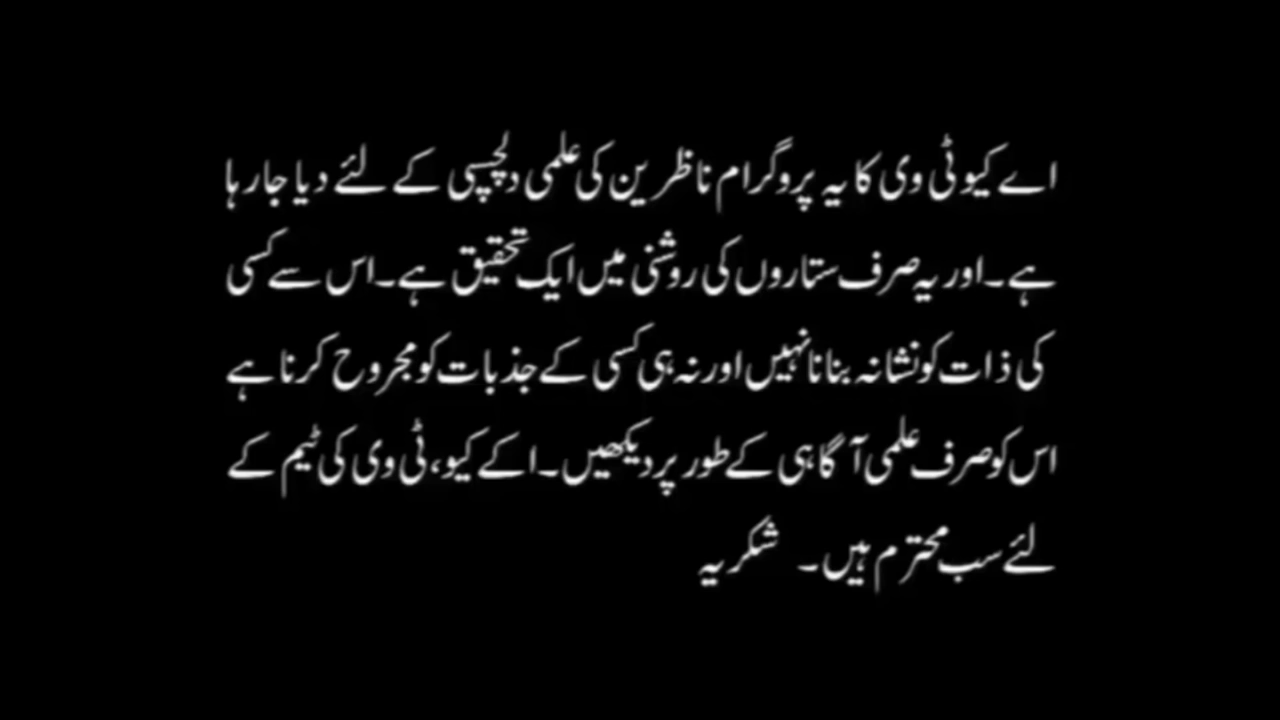 اے کیو ٹی وی کا یہ پروگرام ناظرین کی علمی دلچسپی کے لئے دیا جارہا
ہے۔ اور یہ صرف ستاروں کی روشنی میں ایک تحقیق ہے۔ اس سے کسی
کی ذات کو نشانہ بنانا نہیں اور نہ ہی کسی کے جذبات کو مجروح کرنا ہے
اس کو صرف علمی آگاہی کے طور پر دیکھیں۔ اکے کیو، ٹی وی کی ٹیم کے
لئے سب محترم ہیں۔ شکریہ